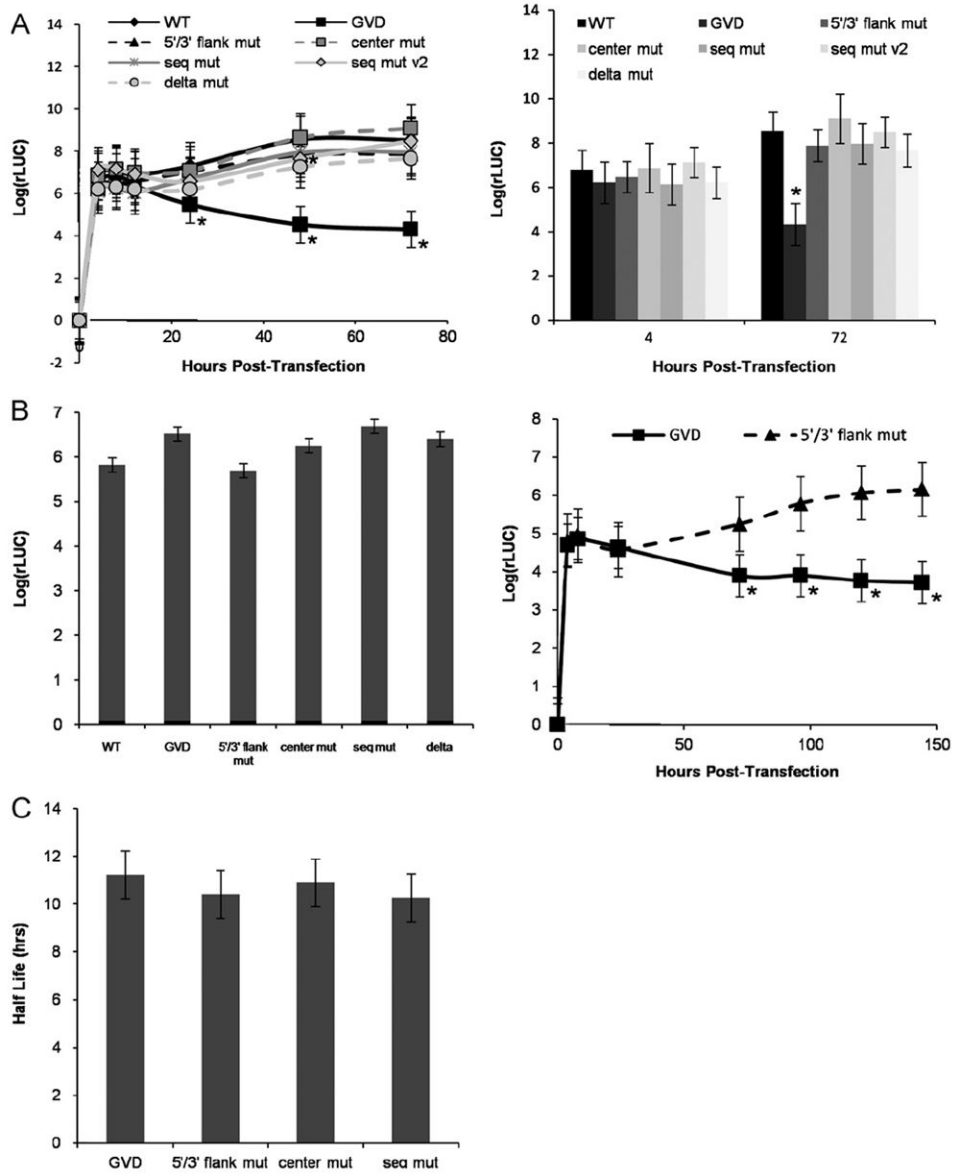 A
WT
GVD
5'/3' flank mut
center mut
seq mut
seq mut v2
delta mut
Log(rLUC)
10
8
6
4
2
0
-2
0
20
40
60
80
*
*
*
*
Hours Post-Transfection
WT
GVD
5'/3' flank mut
center mut
seq mut
seq mut v2
delta mut
Log(rLUC)
14
12
10
8
6
4
2
0
*
4
72
Hours Post-Transfection
B
Log(rLUC)
7
6
5
4
3
2
1
0
WT
GVD
5'/3' flank mut
center mut
seq mut
delta
GVD
5'/3' flank mut
Log(rLUC)
8
7
6
5
4
3
2
1
0
*
*
*
*
0
50
100
150
Hours Post-Transfection
C
Half Life (hrs)
14
12
10
8
6
4
2
0
GVD
5'/3' flank mut
center mut
seq mut